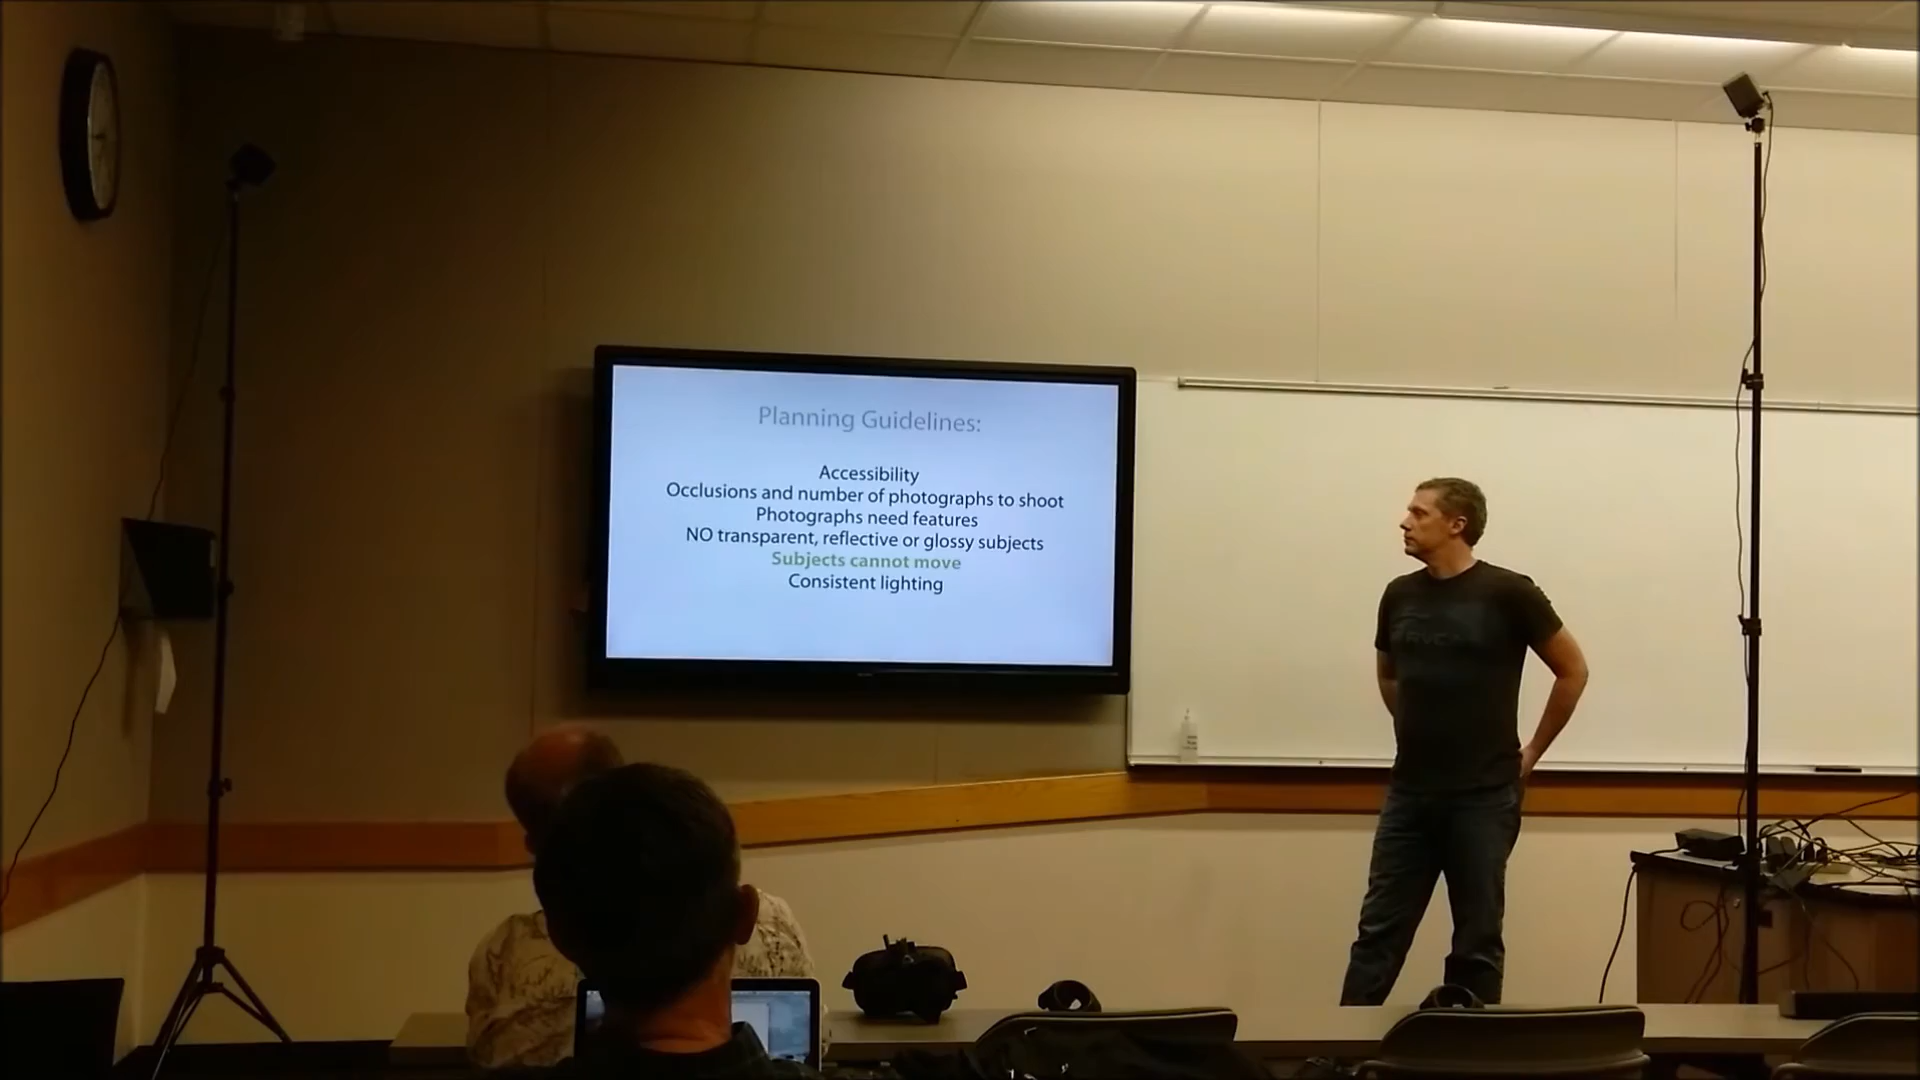 Planning Guidelines:
Accessibility
Occlusions and number of photographs to shoot
Photographs need features
NO transparent, reflective or glossy subjects
Subjects cannot move
Consistent lighting
RVCA